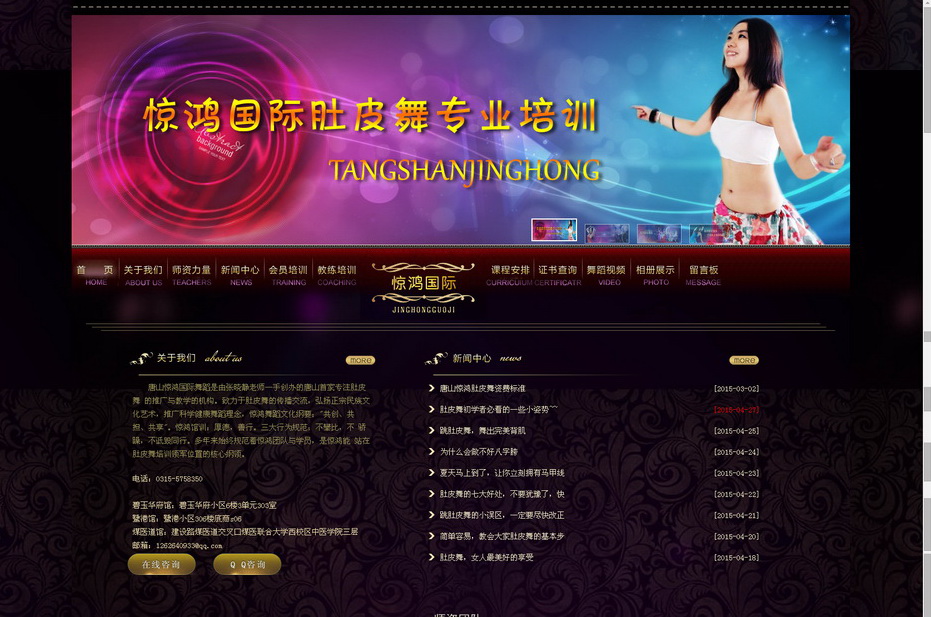 惊鸿国际肚皮舞专业培训
background
TANGSHANJINGHONG
首 页 关于我们 师资力量 新闻中心 会员培训 教练培训 惊鸿国际 课程安排 证书查询 舞蹈视频 相册展示 留言板
HOME ABOUT US TEACHERS NEWS TRAINING COACHING CURRICULUM CERTIFICATR VIDEO PHOTO MESSAGE
JINGHONGGUOJI
关于我们 about us more
唐山惊鸿国际舞蹈是由张晓静老师一手创办的唐山首家专注肚皮
舞 的推广与教学的机构。致力于肚皮舞的传播交流，弘扬正宗民族文
化艺术，推广科学健康舞蹈理念，惊鸿舞蹈文化纲要：“共创、共
担、共享”。惊鸿馆训：厚德，善行。三大行为规范，不攀比，不 骄
躁，不诋毁同行。多年来始终规范着惊鸿团队与学员，是惊鸿能 站在
肚皮舞培训领军位置的核心纲领。
电话：0315-5758350
碧玉华府馆：碧玉华府小区6楼3单元303室
鹭港馆：鹭港小区306楼底商206
煤医道馆：建设路煤医道交叉口煤医联合大学西校区中医学院三层
邮箱：1262640933@qq.com
在线咨询 Q Q咨询
新闻中心 news more
唐山惊鸿肚皮舞资费标准 [2015-03-02]
肚皮舞初学者必看的一些小姿势^^ [2015-04-27]
跳肚皮舞，舞出完美背肌 [2015-04-25]
为什么会做不好八字胯 [2015-04-24]
夏天马上到了，让你立刻拥有马甲线 [2015-04-23]
肚皮舞的七大好处，不要犹豫了，快 [2015-04-22]
跳肚皮舞的小误区，一定要尽快改正 [2015-04-21]
简单容易，教会大家肚皮舞的基本步 [2015-04-20]
肚皮舞，女人最美好的享受 [2015-04-18]